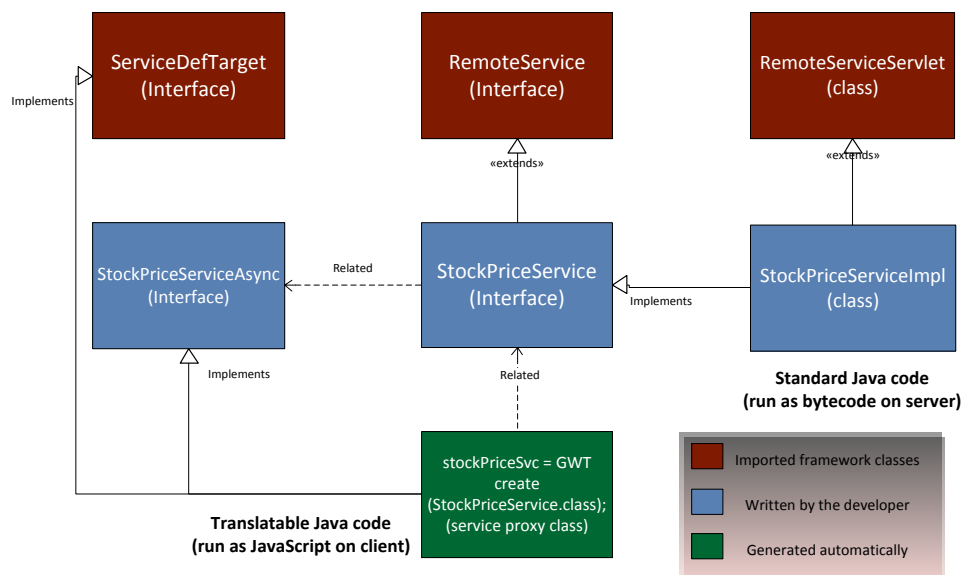 ServiceDefTarget
(Interface)
RemoteService
(Interface)
RemoteServiceServlet
(class)
Implements
«extends»
«extends»
StockPriceServiceAsync
(Interface)
Related
StockPriceService
(Interface)
Implements
StockPriceServiceImpl
(class)
Implements
Related
Standard Java code
(run as bytecode on server)
stockPriceSvc = GWT
create
(StockPriceService.class);
(service proxy class)
Translatable Java code
(run as JavaScript on client)
Imported framework classes
Written by the developer
Generated automatically